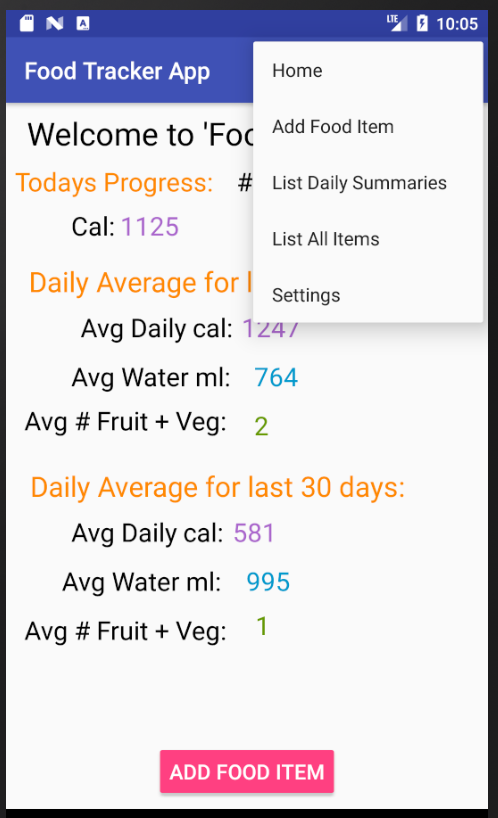 LTE 10:05
Food Tracker App
Home
Add Food Item
List Daily Summaries
List All Items
Settings
Welcome to 'Foo
Todays Progress: #
Cal: 1125
Daily Average for l
Avg Daily cal: 1247
Avg Water ml: 764
Avg # Fruit + Veg: 2
Daily Average for last 30 days:
Avg Daily cal: 581
Avg Water ml: 995
Avg # Fruit + Veg: 1
ADD FOOD ITEM